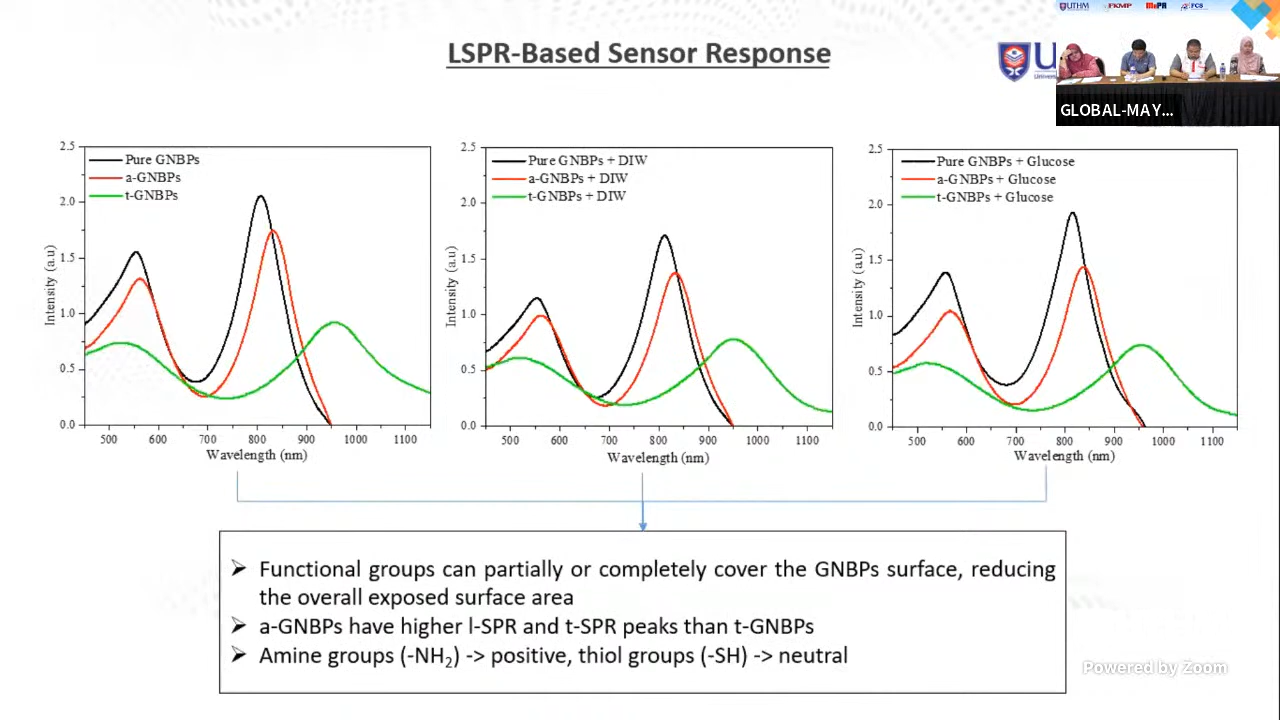 UTHM FKMP MePR FCB
LSPR-Based Sensor Response
U
GLOBAL-MAY...
2.5
2.0
1.5
1.0
0.5
0.0
Intensity (a.u)
Pure GNBPs
a-GNBPs
t-GNBPs
500 600 700 800 900 1000 1100
Wavelength (nm)
2.5
2.0
1.5
1.0
0.5
0.0
Intensity (a.u)
Pure GNBPs + DIW
a-GNBPs + DIW
t-GNBPs + DIW
500 600 700 800 900 1000 1100
Wavelength (nm)
2.5
2.0
1.5
1.0
0.5
0.0
Intensity (a.u)
Pure GNBPs + Glucose
a-GNBPs + Glucose
t-GNBPs + Glucose
500 600 700 800 900 1000 1100
Wavelength (nm)
Functional groups can partially or completely cover the GNBPs surface, reducing
the overall exposed surface area
a-GNBPs have higher l-SPR and t-SPR peaks than t-GNBPs
Amine groups (-NH₂) -> positive, thiol groups (-SH) -> neutral
Powered by Zoom